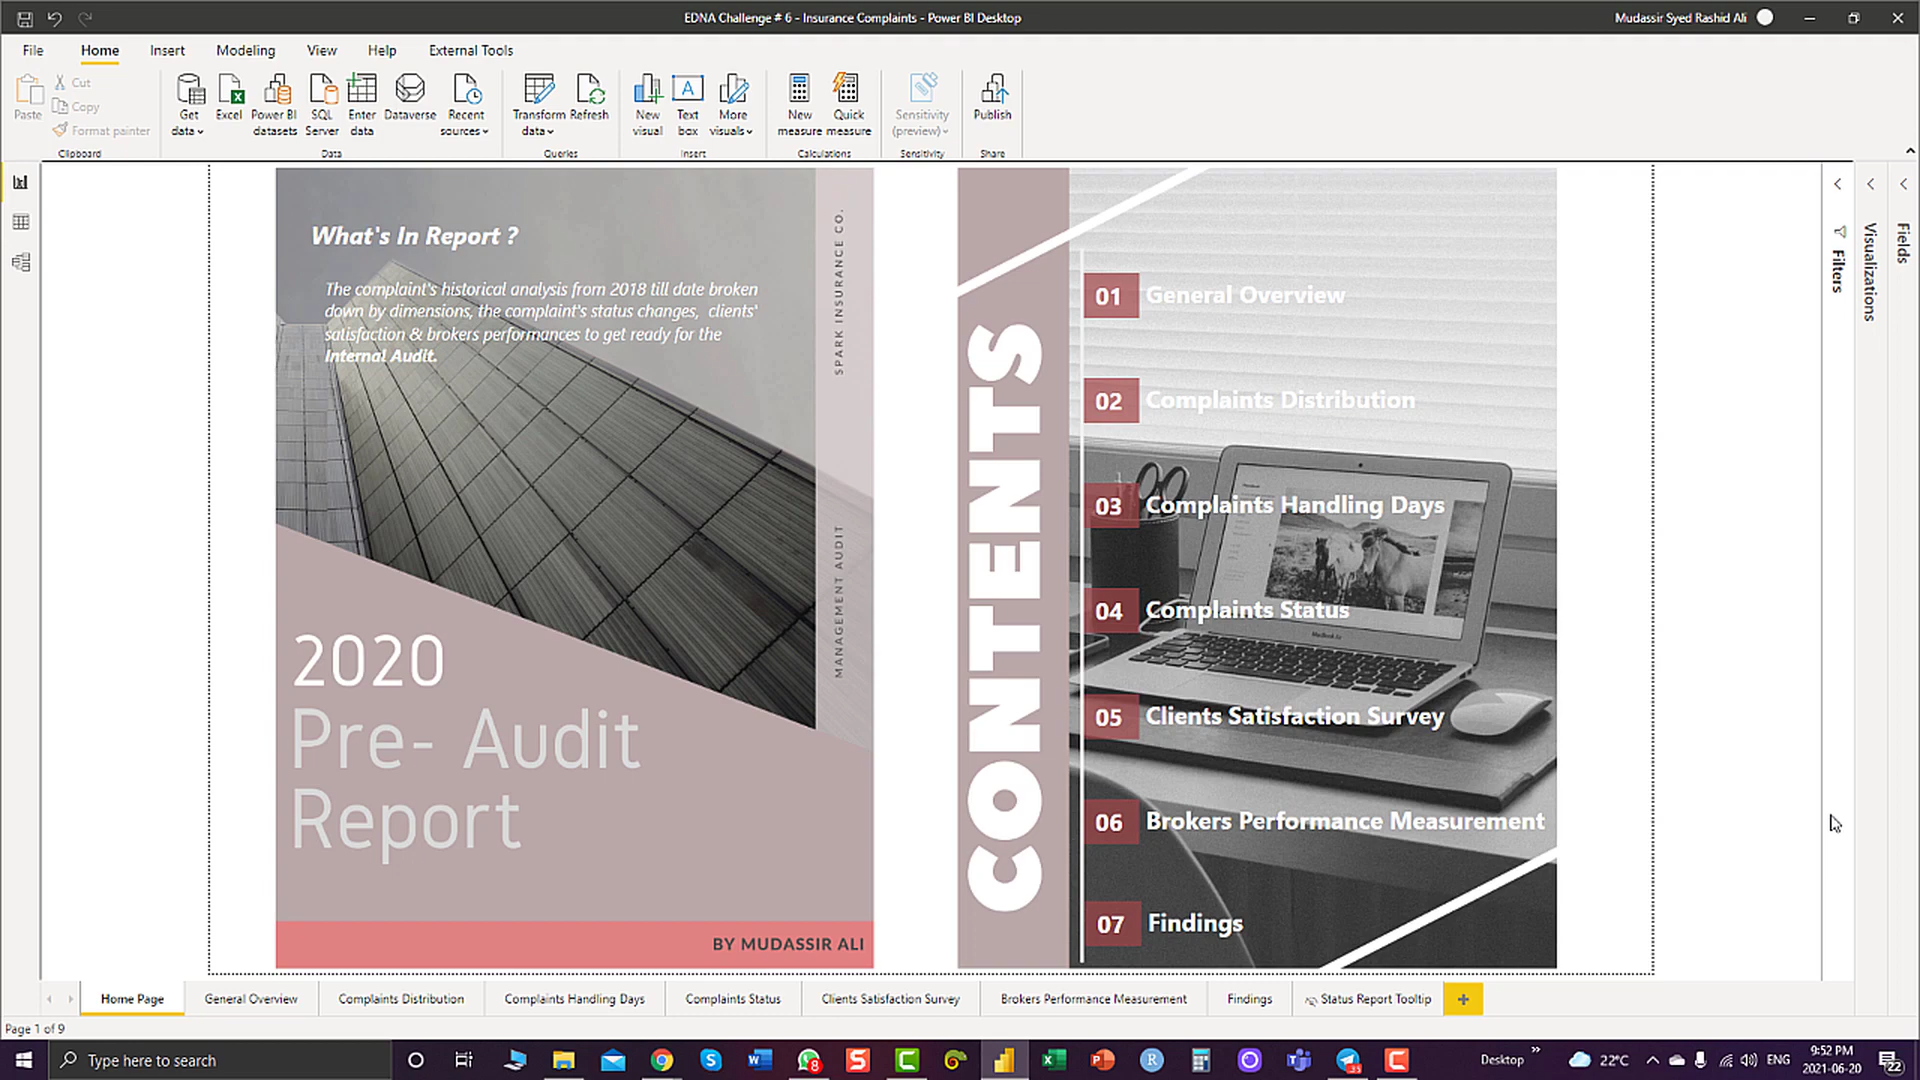 EDNA Challenge # 6 - Insurance Complaints - Power BI Desktop
Mudassir Syed Rashid Ali
File
Home
Insert
Modeling
View
Help
External Tools
Paste
Cut
Copy
Format painter
Clipboard
Get data
Excel
Power BI datasets
SQL Server
Enter data
Dataverse
Recent sources
Data
Transform data
Refresh
Queries
New visual
Text box
More visuals
Insert
New measure
Quick measure
Calculations
Sensitivity (preview)
Sensitivity
Publish
Share
What's In Report ?
The complaint's historical analysis from 2018 till date broken
down by dimensions, the complaint's status changes, clients'
satisfaction & brokers performances to get ready for the
Internal Audit.
SPARK INSURANCE CO.
MANAGEMENT AUDIT
2020
Pre- Audit
Report
BY MUDASSIR ALI
CONTENTS
01 General Overview
02 Complaints Distribution
03 Complaints Handling Days
04 Complaints Status
05 Clients Satisfaction Survey
06 Brokers Performance Measurement
07 Findings
MacBook Air
Filters
Visualizations
Fields
Home Page
General Overview
Complaints Distribution
Complaints Handling Days
Complaints Status
Clients Satisfaction Survey
Brokers Performance Measurement
Findings
Status Report Tooltip
+
Page 1 of 9
Type here to search
Desktop
22°C
ENG
9:52 PM
2021-06-20
22